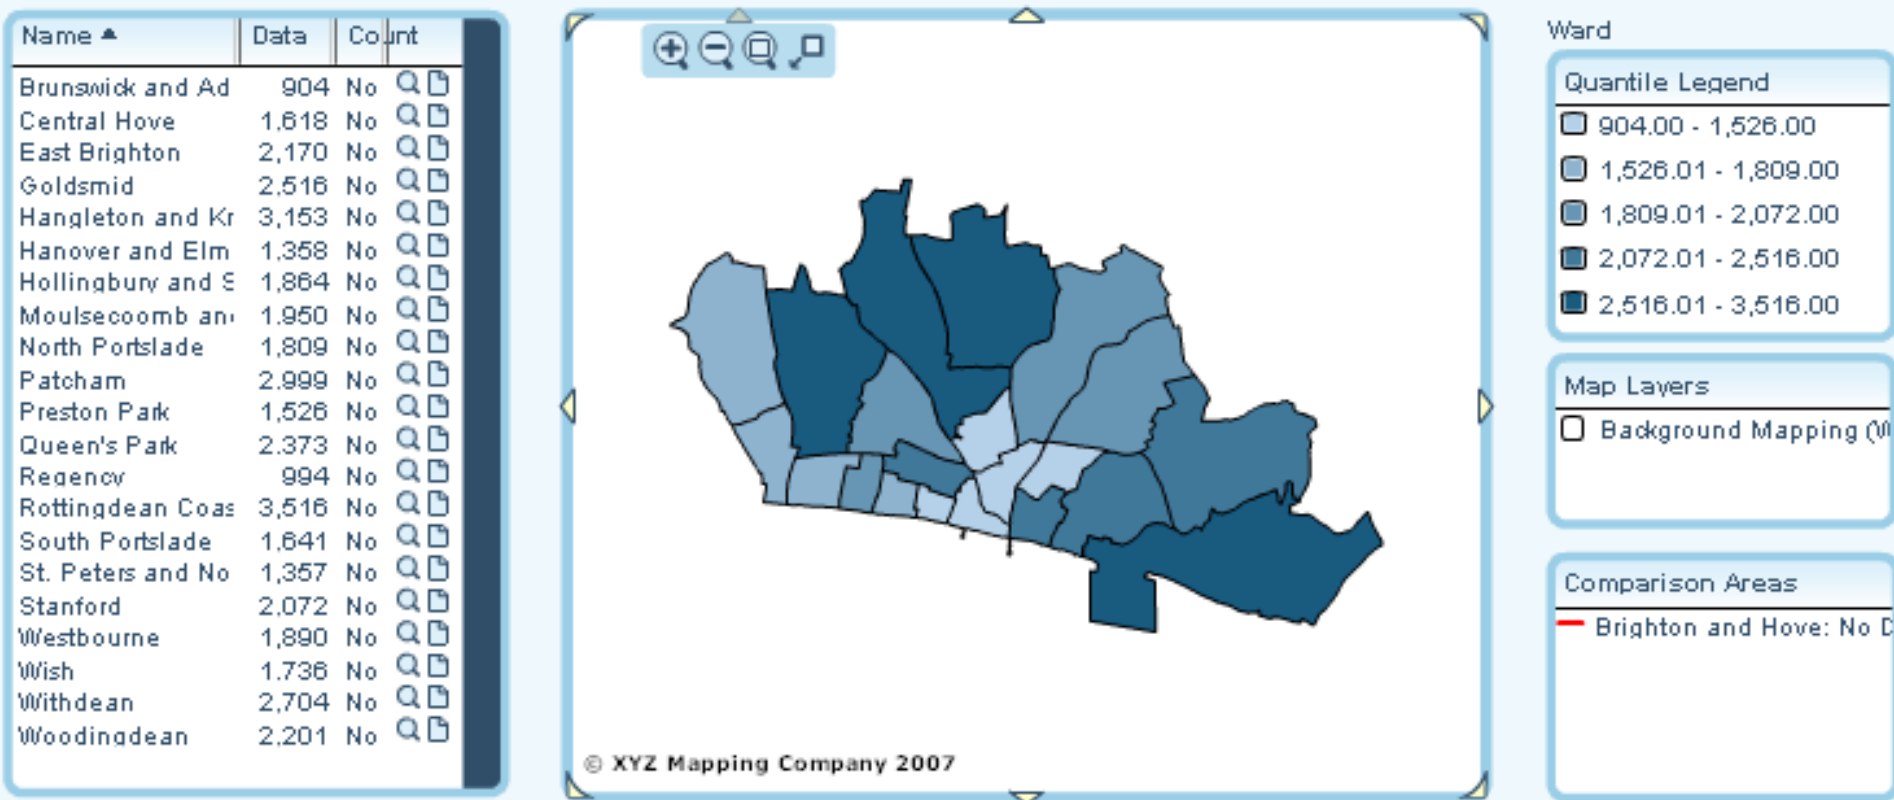 Name Data Count
Brunswick and Ad 904 No
Central Hove 1,618 No
East Brighton 2,170 No
Goldsmid 2,516 No
Hangleton and Kr 3,153 No
Hanover and Elm 1,358 No
Hollingbury and S 1,864 No
Moulsecoomb an 1,950 No
North Portslade 1,809 No
Patcham 2,999 No
Preston Park 1,526 No
Queen's Park 2,373 No
Regency 994 No
Rottingdean Coas 3,516 No
South Portslade 1,641 No
St. Peters and No 1,357 No
Stanford 2,072 No
Westbourne 1,890 No
Wish 1,736 No
Withdean 2,704 No
Woodingdean 2,201 No
© XYZ Mapping Company 2007
Ward
Quantile Legend
904.00 - 1,526.00
1,526.01 - 1,809.00
1,809.01 - 2,072.00
2,072.01 - 2,516.00
2,516.01 - 3,516.00
Map Layers
Background Mapping (W
Comparison Areas
Brighton and Hove: No D